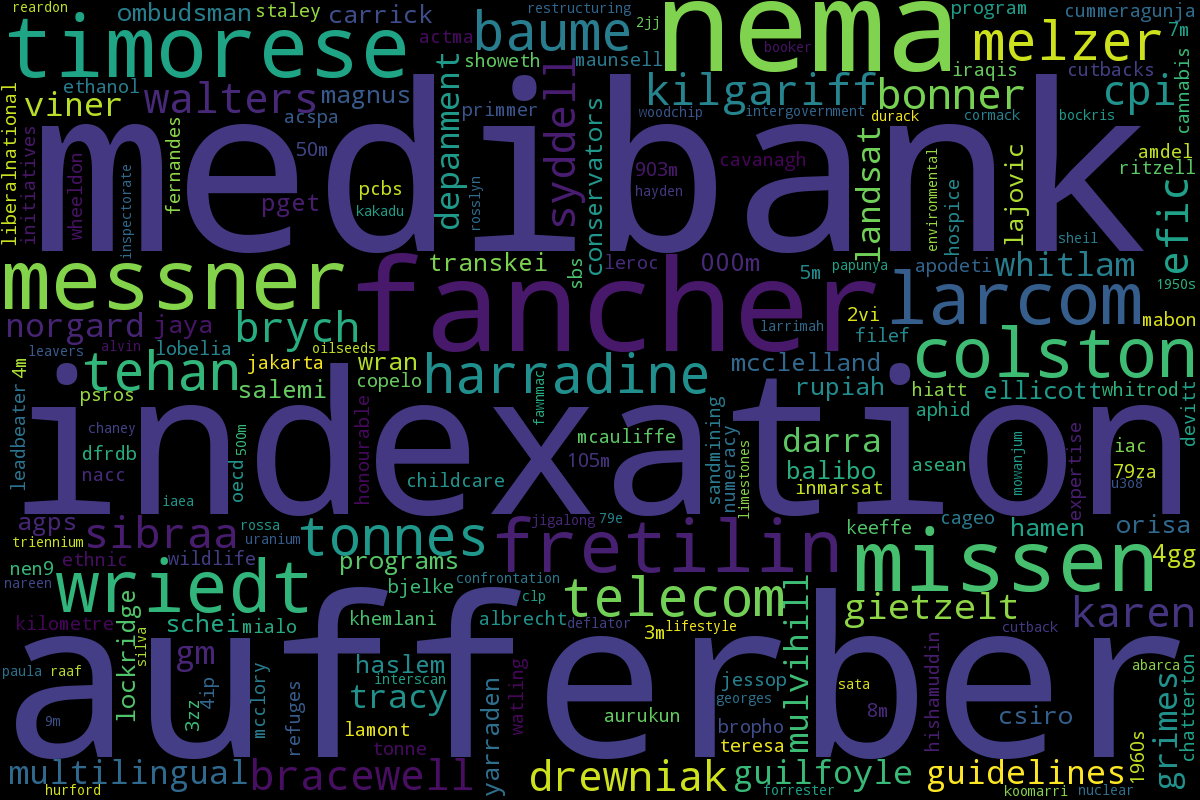 reardon
ombudsman
staley
carrick
restructuring
2jj
nema
program
cummeragunja
timorese
actma
baume
booker
melzer
7m
showeth
maunsell
iraqis
cutbacks
cannabis
ethanol
viner
walters
magnus
depanment
syddell
kilgariff
bonner
cpi
liberalnational
initiatives
wheeldon
inspectorate
fernandes
acspa
primmer
conservators
woodchip
intergovernment
durack
cormack
bockris
medibank
50m
pcbs
pget
kakadu
rosslyn
903m
hayden
cavanagh
landsat
environmental
hospice
lajovic
amdel
ritzell
efic
sheil
messner
transkei
sbs
leroc
000m
5m
papunya
apodeti
whitlam
1950s
fancher
larcom
norgard
jaya
brych
larrimah
2vi
filef
mabon
leavers
alvin
lobelia
oilseeds
jakarta
wran
colston
4m
tehan
salemi
copelo
harradine
mcclelland
rupiah
hiatt
ellicott
whitrod
devitt
psros
fawnmac
aphid
leadbeater
chaney
indexation
dfrdb
500m
oecd
honourable
mcauliffe
sandmining
numeracy
limestones
darra
balibo
inmarsat
asean
mowanjum
expertise
iac
79za
u3o8
nacc
105m
childcare
iaea
agps
sibraa
rossa
uranium
tonnes
jigalong
79e
keeffe
cageo
hamen
orisa
triennium
ethnic
wildlife
fretilin
missen
4gg
nen9
nareen
wriedt
programs
bjelke
confrontation
clp
telecom
gietzelt
karen
kilometre
lockridge
silva
schei
mialo
khemlani
albrecht
deflator
3m
lifestyle
mulvihill
cutback
aufferber
paula
raaf
gm
haslem
interscan
jessop
georges
sata
hishamuddin
abarca
9m
3zz
4ip
mcclory
refuges
tracy
lamont
tonne
yarraden
watling
aurukun
bropho
teresa
8m
csiro
grimes
chatterton
1960s
multilingual
hurford
bracewell
drewniak
guilfoyle
forrester
guidelines
koomarri
nuclear